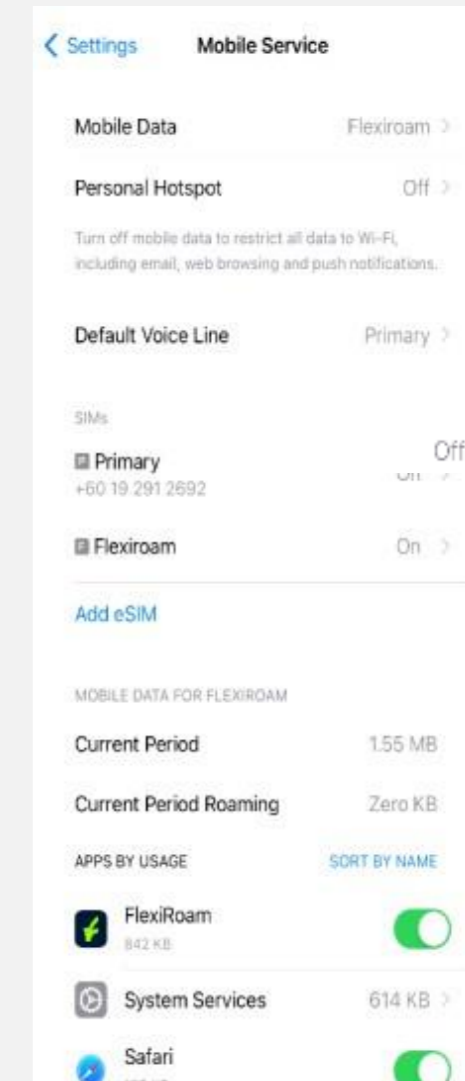 Settings
Mobile Service
Mobile Data
Flexiroam
Personal Hotspot
Off
Turn off mobile data to restrict all data to Wi-Fi,
including email, web browsing and push notifications.
Default Voice Line
Primary
SIMs
Primary
Off
+60 19 291 2692
Flexiroam
On
Add eSIM
MOBILE DATA FOR FLEXIROAM
Current Period
1.55 MB
Current Period Roaming
Zero KB
APPS BY USAGE
SORT BY NAME
FlexiRoam
842 KB
System Services
614 KB
Safari